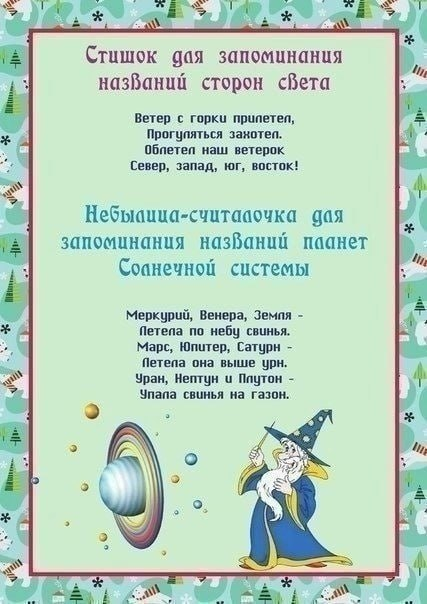 Стишок для запоминания
названий сторон света
Ветер с горки прилетел,
Прогуляться захотел.
Облетел наш ветерок
Север, запад, юг, восток!
Небылица-считалочка для
запоминания названий планет
Солнечной системы
Меркурий, Венера, Земля -
Летела по небу свинья.
Марс, Юпитер, Сатурн -
Летела она выше урн.
Уран, Нептун и Плутон -
Упала свинья на газон.